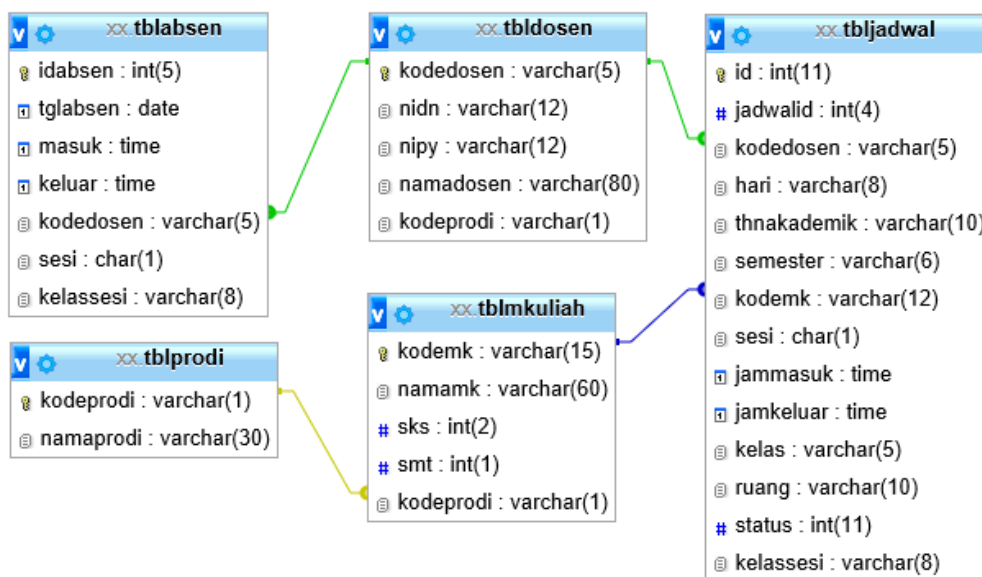 v xx.tblabsen
idabsen : int(5)
tglabsen : date
masuk : time
keluar : time
kodedosen : varchar(5)
sesi : char(1)
kelassesi : varchar(8)
v xx.tbldosen
kodedosen : varchar(5)
nidn : varchar(12)
nipy : varchar(12)
namadosen : varchar(80)
kodeprodi : varchar(1)
v xx.tbljadwal
id : int(11)
# jadwalid : int(4)
kodedosen : varchar(5)
hari : varchar(8)
thnakademik : varchar(10)
semester : varchar(6)
kodemk : varchar(12)
sesi : char(1)
jammasuk : time
jamkeluar : time
kelas : varchar(5)
ruang : varchar(10)
# status : int(11)
kelassesi : varchar(8)
v xx.tblprodi
kodeprodi : varchar(1)
namaprodi : varchar(30)
v xx.tblmkuliah
kodemk : varchar(15)
namamk : varchar(60)
# sks : int(2)
# smt : int(1)
kodeprodi : varchar(1)